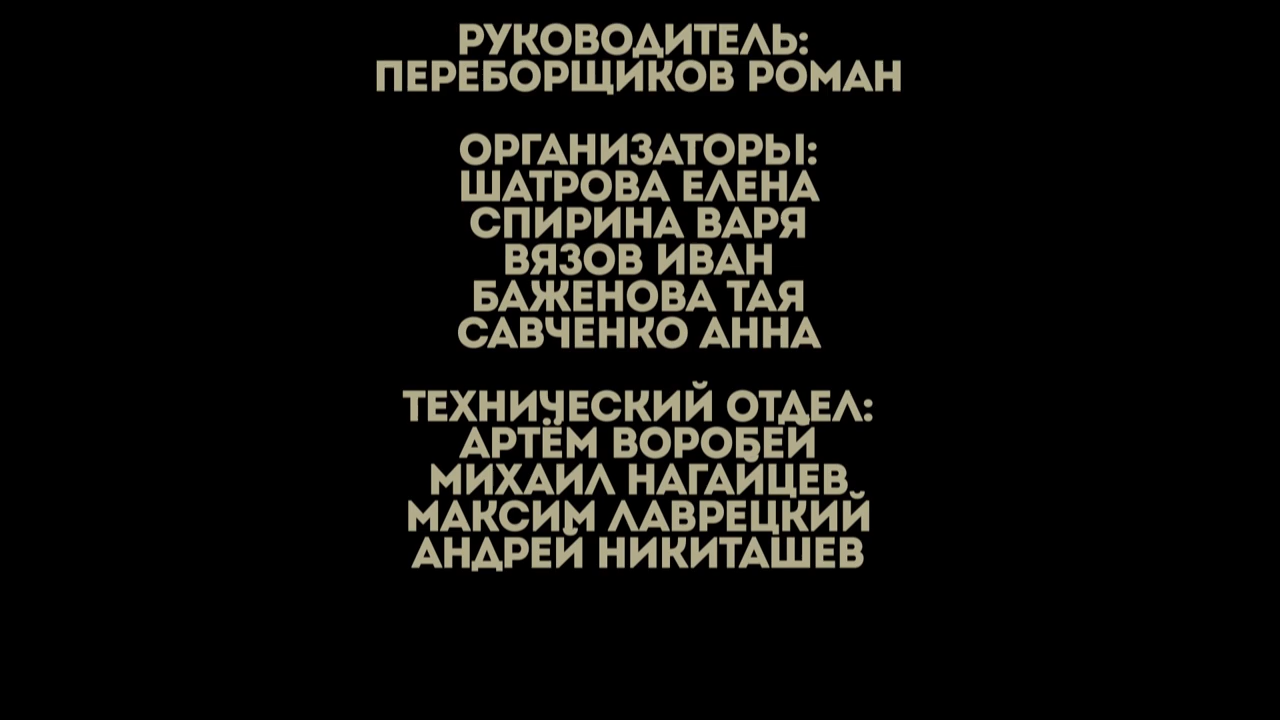 РУКОВОДИТЕЛЬ:
ПЕРЕБОРЩИКОВ РОМАН
ОРГАНИЗАТОРЫ:
ШАТРОВА ЕЛЕНА
СПИРИНА ВАРЯ
ВЯЗОВ ИВАН
БАЖЕНОВА ТАЯ
САВЧЕНКО АННА
ТЕХНИЧЕСКИЙ ОТДЕЛ:
АРТЁМ ВОРОБЕЙ
МИХАИЛ НАГАЙЦЕВ
МАКСИМ ЛАВРЕЦКИЙ
АНДРЕЙ НИКИТАШЕВ